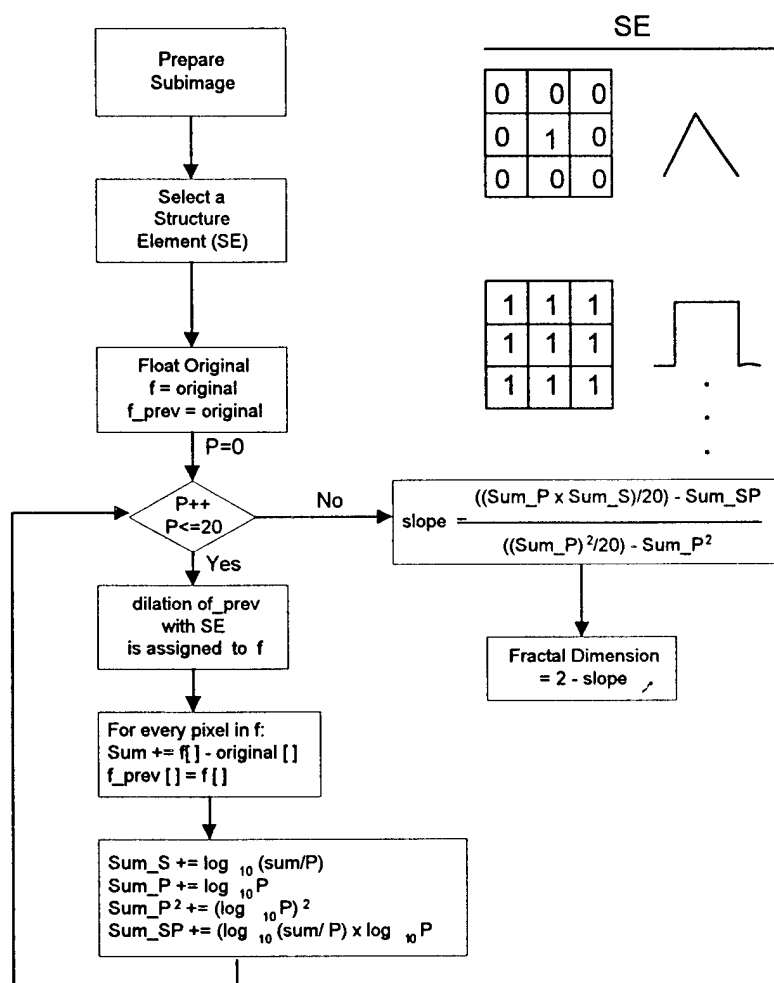 Prepare
Subimage
Select a
Structure
Element (SE)
Float Original
f = original
f_prev = original
P=0
P++
P<=20
No
Yes
dilation of_prev
with SE
is assigned to f
For every pixel in f:
Sum += f[ ] - original [ ]
f_prev [ ] = f [ ]
Sum_S += log 10 (sum/P)
Sum_P += log 10 P
Sum_P² += (log 10 P) ²
Sum_SP += (log 10 (sum/ P) x log 10 P
SE
0 0 0
0 1 0
0 0 0
1 1 1
1 1 1
1 1 1
slope = ((Sum_P x Sum_S)/20) - Sum_SP
((Sum_P) ²/20) - Sum_P²
Fractal Dimension
= 2 - slope